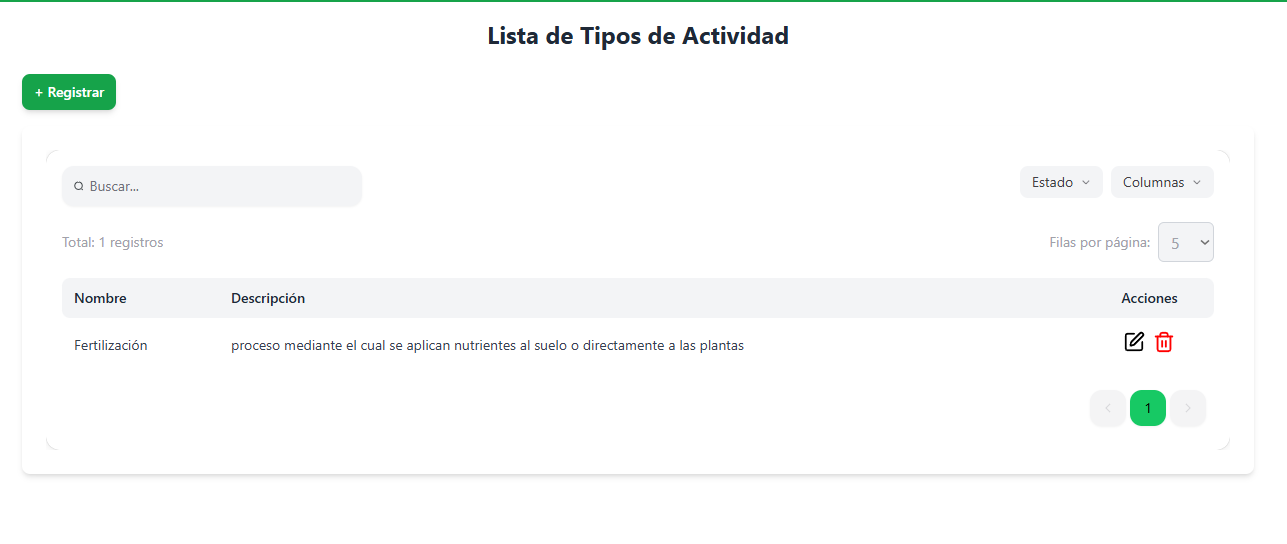 Lista de Tipos de Actividad
+ Registrar
Buscar...
Estado
Columnas
Total: 1 registros
Filas por página: 5
Nombre Descripción Acciones
Fertilización proceso mediante el cual se aplican nutrientes al suelo o directamente a las plantas
1